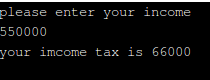 please enter your income
550000
your imcome tax is 66000